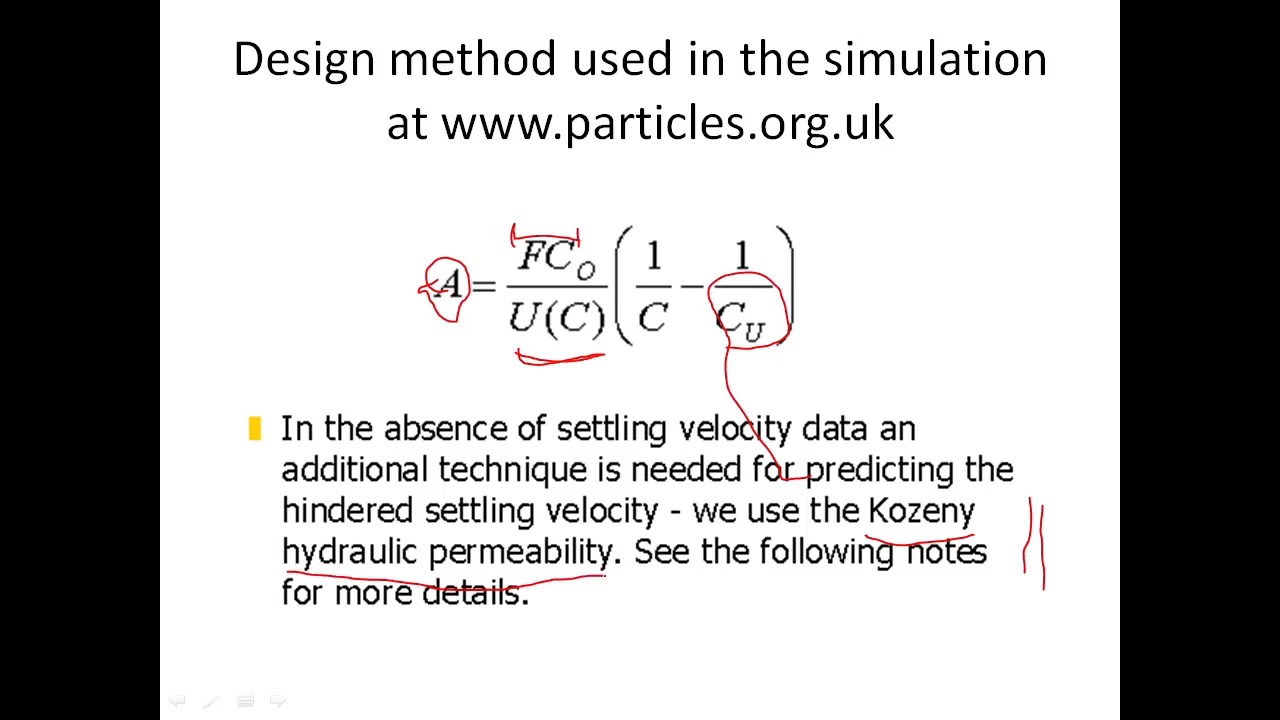 Design method used in the simulation
at www.particles.org.uk
A = FC_O / U(C) ( 1 / C − 1 / C_U )
In the absence of settling velocity data an
additional technique is needed for predicting the
hindered settling velocity - we use the Kozeny
hydraulic permeability. See the following notes
for more details.